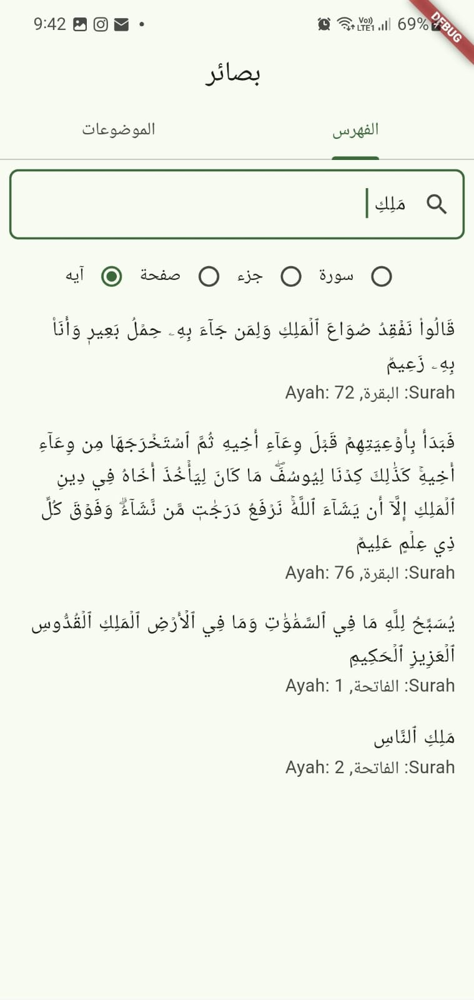 9:42
Vo))
LTE1
69%
DEBUG
بصائر
الفهرس
الموضوعات
مَلِكِ
سورة
جزء
صفحة
آيه
قَالُواْ نَفۡقِدُ صُوَاعَ ٱلۡمَلِكِ وَلِمَن جَآءَ بِهِۦ حِمۡلُ بَعِيرٖ وَأَنَا۠
بِهِۦ زَعِيمٞ
Surah: البقرة, Ayah: 72
فَبَدَأَ بِأَوۡعِيَتِهِمۡ قَبۡلَ وِعَآءِ أَخِيهِ ثُمَّ ٱسۡتَخۡرَجَهَا مِن وِعَآءِ
أَخِيهِۚ كَذَٰلِكَ كِدۡنَا لِيُوسُفَۖ مَا كَانَ لِيَأۡخُذَ أَخَاهُ فِي دِينِ
ٱلۡمَلِكِ إِلَّآ أَن يَشَآءَ ٱللَّهُۚ نَرۡفَعُ دَرَجَٰتٖ مَّن نَّشَآءُۗ وَفَوۡقَ كُلِّ
ذِي عِلۡمٍ عَلِيمٞ
Surah: البقرة, Ayah: 76
يُسَبِّحُ لِلَّهِ مَا فِي ٱلسَّمَٰوَٰتِ وَمَا فِي ٱلۡأَرۡضِ ٱلۡمَلِكِ ٱلۡقُدُّوسِ
ٱلۡعَزِيزِ ٱلۡحَكِيمِ
Surah: الفاتحة, Ayah: 1
مَلِكِ ٱلنَّاسِ
Surah: الفاتحة, Ayah: 2